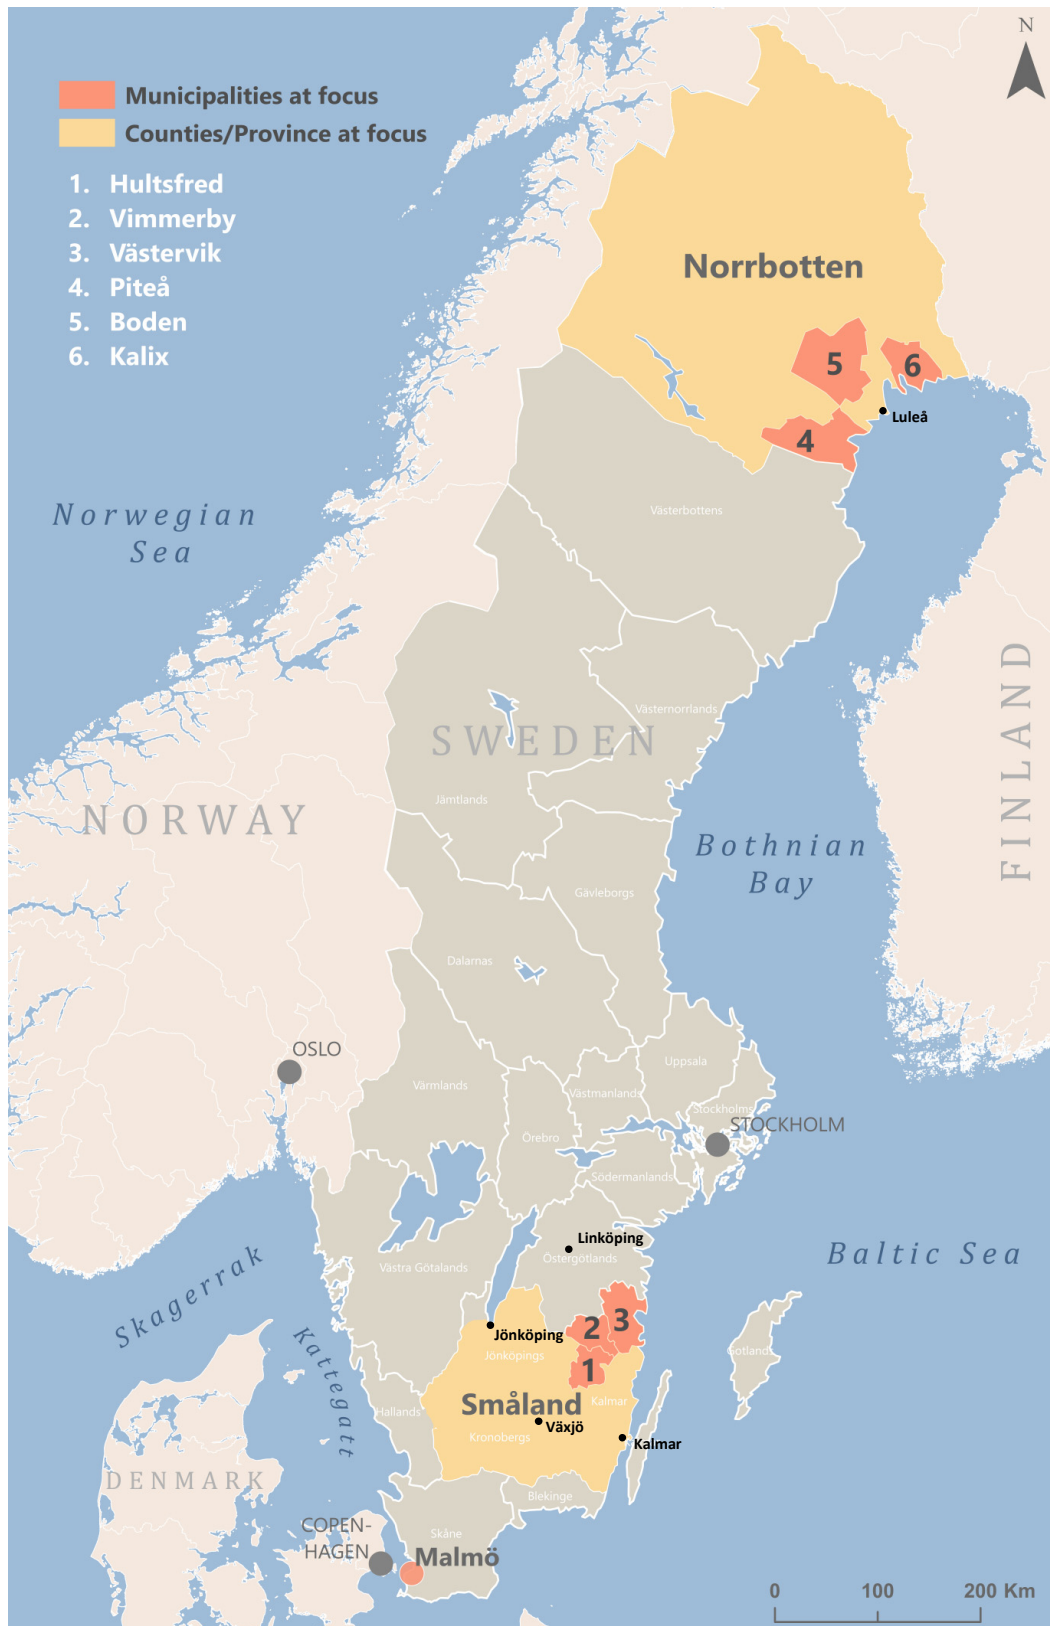 N
Municipalities at focus
Counties/Province at focus
1. Hultsfred
2. Vimmerby
3. Västervik
4. Piteå
5. Boden
6. Kalix
Norrbotten
5
6
4
Luleå
Västerbottens
Norwegian
Sea
Västernorrlands
SWEDEN
FINLAND
Jämtlands
NORWAY
Bothnian
Bay
Gävleborgs
Dalarnas
OSLO
Uppsala
Värmlands
Västmanlands
Stockholms
STOCKHOLM
Örebro
Södermanlands
Linköping
Östergötlands
Baltic Sea
Västra Götalands
Skagerrak
Kattegatt
3
2
Jönköping
Jönköpings
Gotlands
1
Småland
Kalmar
Hallands
Växjö
Kronobergs
Kalmar
DENMARK
Blekinge
COPEN-
HAGEN
Skåne
Malmö
0 100 200 Km